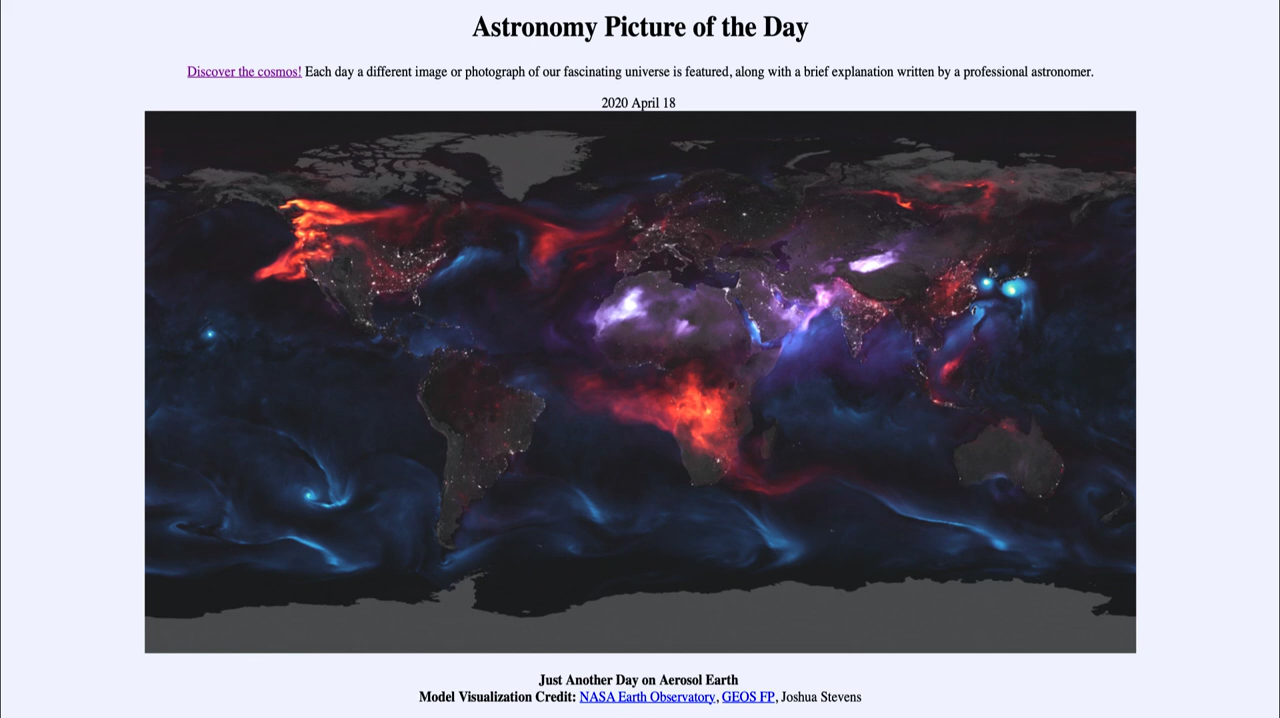 Astronomy Picture of the Day
Discover the cosmos! Each day a different image or photograph of our fascinating universe is featured, along with a brief explanation written by a professional astronomer.
2020 April 18
Just Another Day on Aerosol Earth
Model Visualization Credit: NASA Earth Observatory, GEOS FP, Joshua Stevens